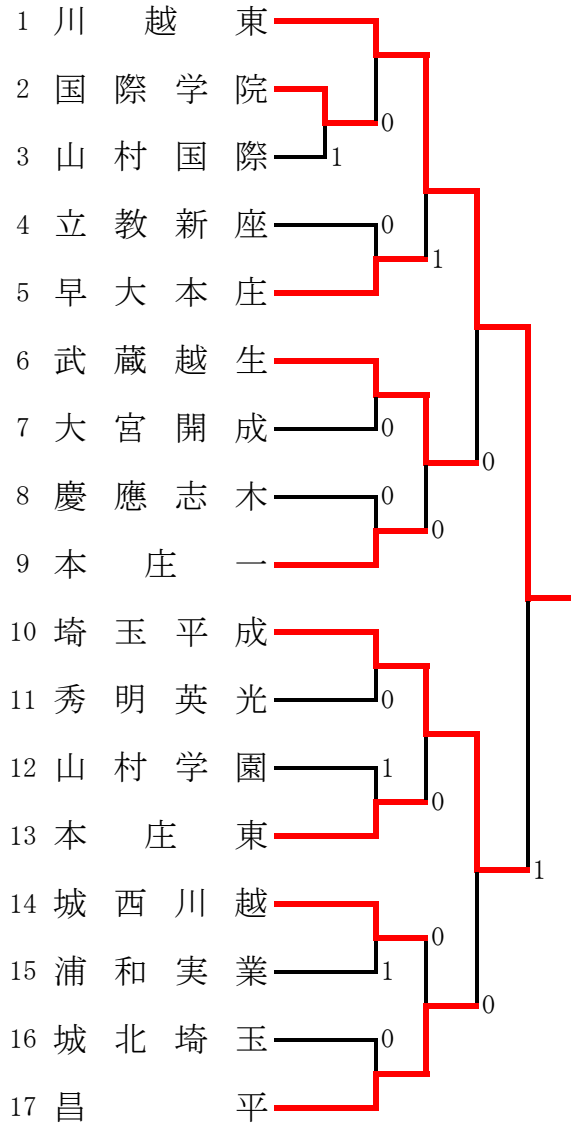 1 川越東
2 国際学院
0
3 山村国際
1
4 立教新座
0
1
5 早大本庄
6 武蔵越生
7 大宮開成
0
0
8 慶應志木
0
0
9 本庄一
10 埼玉平成
11 秀明英光
0
12 山村学園
1
0
13 本庄東
1
14 城西川越
0
15 浦和実業
1
0
16 城北埼玉
0
17 昌平